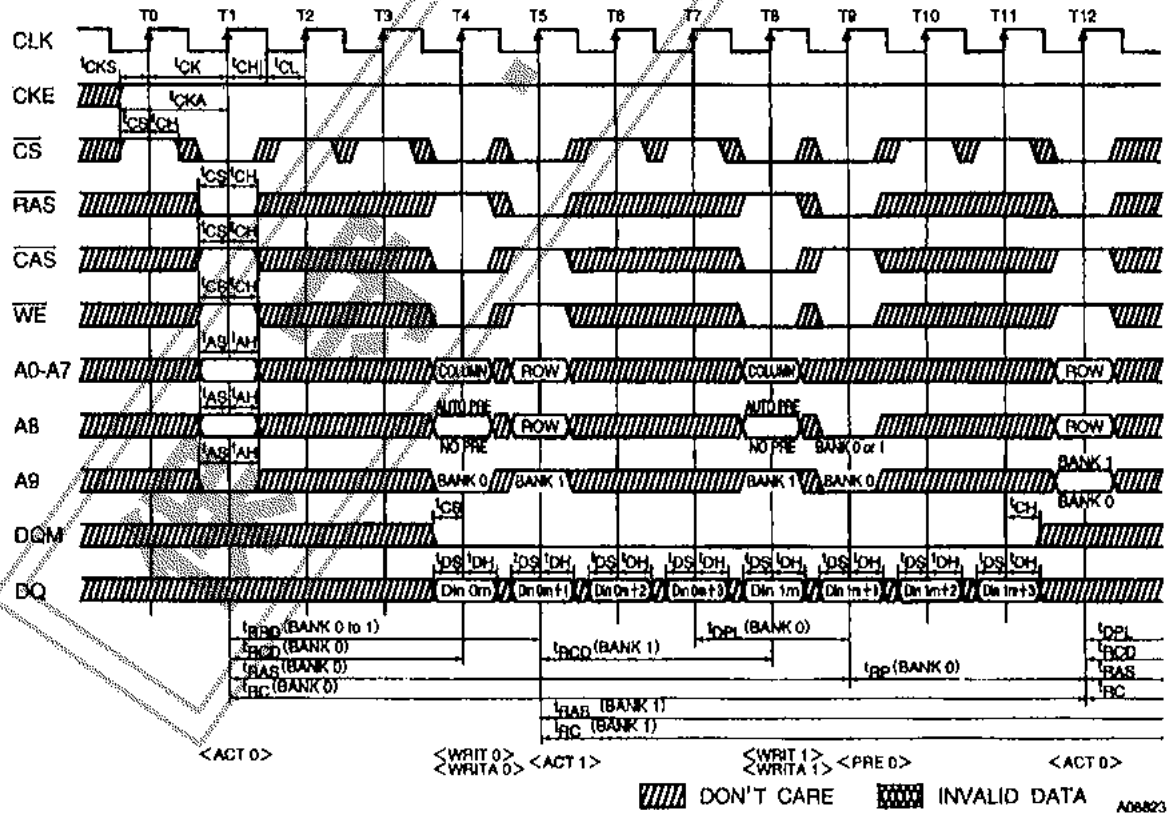 T0 T1 T2 T3 T4 T5 T6 T7 T8 T9 T10 T11 T12
CLK
tCKS tCK tCH tCL
CKE
tCKA
tCS tCH
CS
tCS tCH
RAS
tCS tCH
CAS
tCS tCH
WE
tAS tAH
A0-A7 COLUMN ROW COLUMN ROW
tAS tAH AUTO PRE AUTO PRE
A8 ROW ROW
NO PRE NO PRE BANK 0 or 1
tAS tAH BANK 1
A9 BANK 0 BANK 1 BANK 1 BANK 0
BANK 0
tCS tCH
DQM
tDS tDH tDS tDH tDS tDH tDS tDH tDS tDH tDS tDH tDS tDH tDS tDH
DQ Din 0m Din 0m+1 Din 0m+2 Din 0m+3 Din 1m Din 1m+1 Din 1m+2 Din 1m+3
tRRD (BANK 0 to 1) tDPL (BANK 0) tDPL
tRCD (BANK 0) tRCD (BANK 1) tRCD
tRAS (BANK 0) tRP (BANK 0) tRAS
tRC (BANK 0) tRC
tRAS (BANK 1)
tRC (BANK 1)
<ACT 0> <WRIT 0> <ACT 1> <WRIT 1> <PRE 0> <ACT 0>
<WRITA 0> <WRITA 1>
DON'T CARE INVALID DATA
A06823